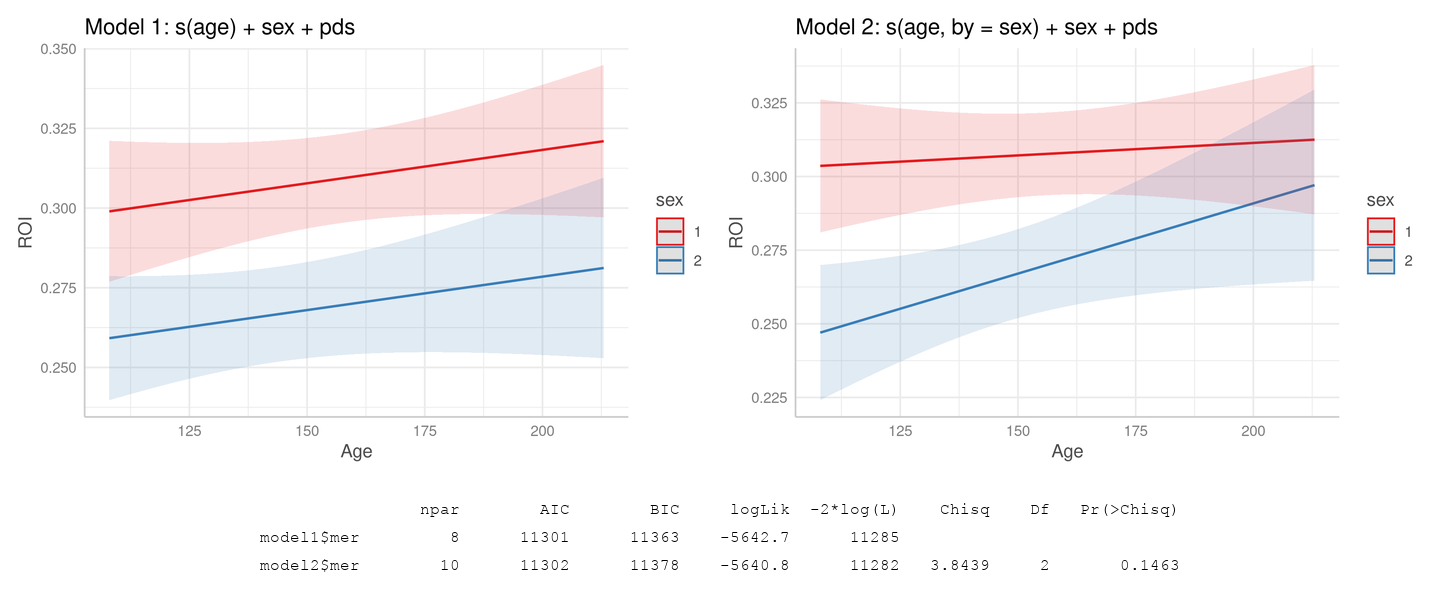 Model 1: s(age) + sex + pds
0.350
0.325
0.300
0.275
0.250
ROI
125 150 175 200
Age
sex
1
2
Model 2: s(age, by = sex) + sex + pds
0.325
0.300
0.275
0.250
0.225
ROI
125 150 175 200
Age
sex
1
2
npar AIC BIC logLik -2*log(L) Chisq Df Pr(>Chisq)
model1$mer 8 11301 11363 -5642.7 11285
model2$mer 10 11302 11378 -5640.8 11282 3.8439 2 0.1463